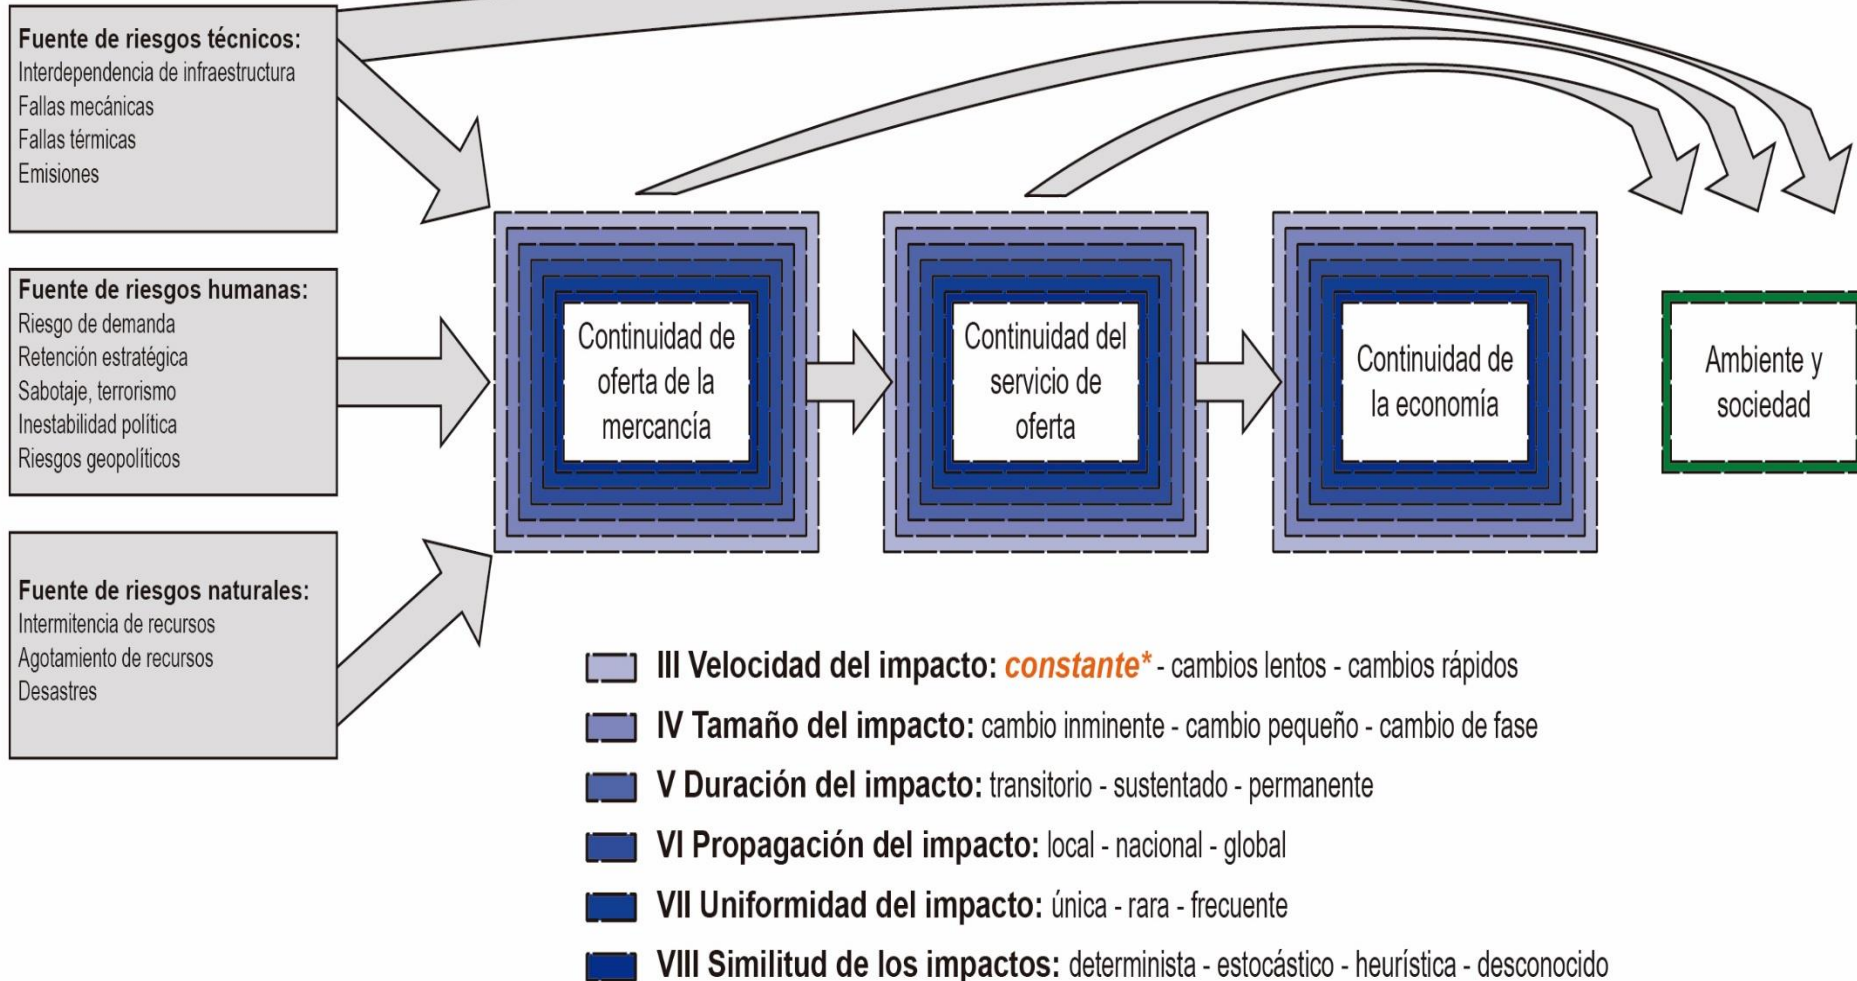 Fuente de riesgos técnicos:
Interdependencia de infraestructura
Fallas mecánicas
Fallas térmicas
Emisiones
Fuente de riesgos humanas:
Riesgo de demanda
Retención estratégica
Sabotaje, terrorismo
Inestabilidad política
Riesgos geopolíticos
Fuente de riesgos naturales:
Intermitencia de recursos
Agotamiento de recursos
Desastres
Continuidad de
oferta de la
mercancía
Continuidad del
servicio de
oferta
Continuidad de
la economía
Ambiente y
sociedad
III Velocidad del impacto: constante* - cambios lentos - cambios rápidos
IV Tamaño del impacto: cambio inminente - cambio pequeño - cambio de fase
V Duración del impacto: transitorio - sustentado - permanente
VI Propagación del impacto: local - nacional - global
VII Uniformidad del impacto: única - rara - frecuente
VIII Similitud de los impactos: determinista - estocástico - heurística - desconocido